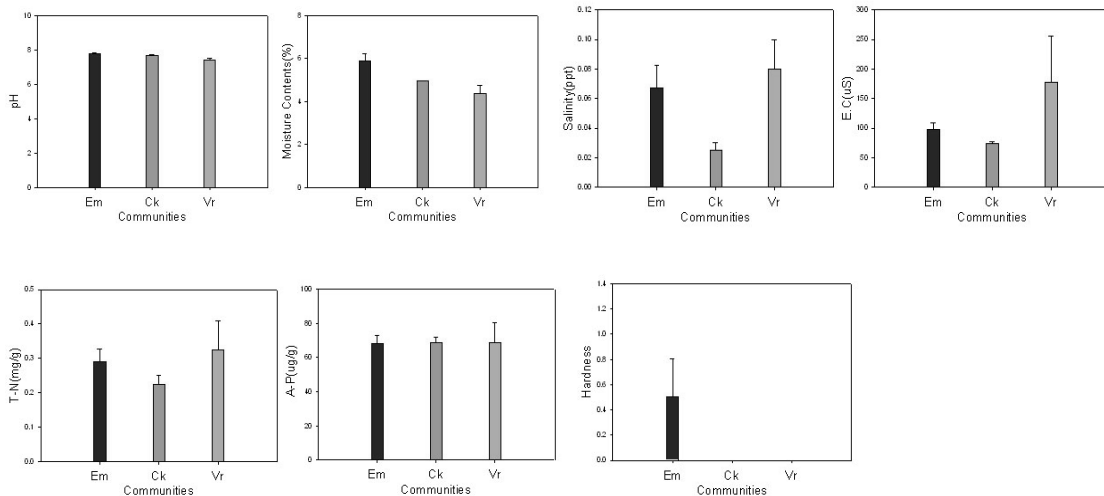 10
8
6
4
2
0
pH
Em Ck Vr
Communities
8
6
4
2
0
Moisture Contents(%)
Em Ck Vr
Communities
0.12
0.10
0.08
0.06
0.04
0.02
0.00
Salinity(ppt)
Em Ck Vr
Communities
300
250
200
150
100
50
0
E.C(uS)
Em Ck Vr
Communities
0.5
0.4
0.3
0.2
0.1
0.0
T-N(mg/g)
Em Ck Vr
Communities
100
80
60
40
20
0
A-P(ug/g)
Em Ck Vr
Communities
1.4
1.2
1.0
0.8
0.6
0.4
0.2
0.0
Hardness
Em Ck Vr
Communities